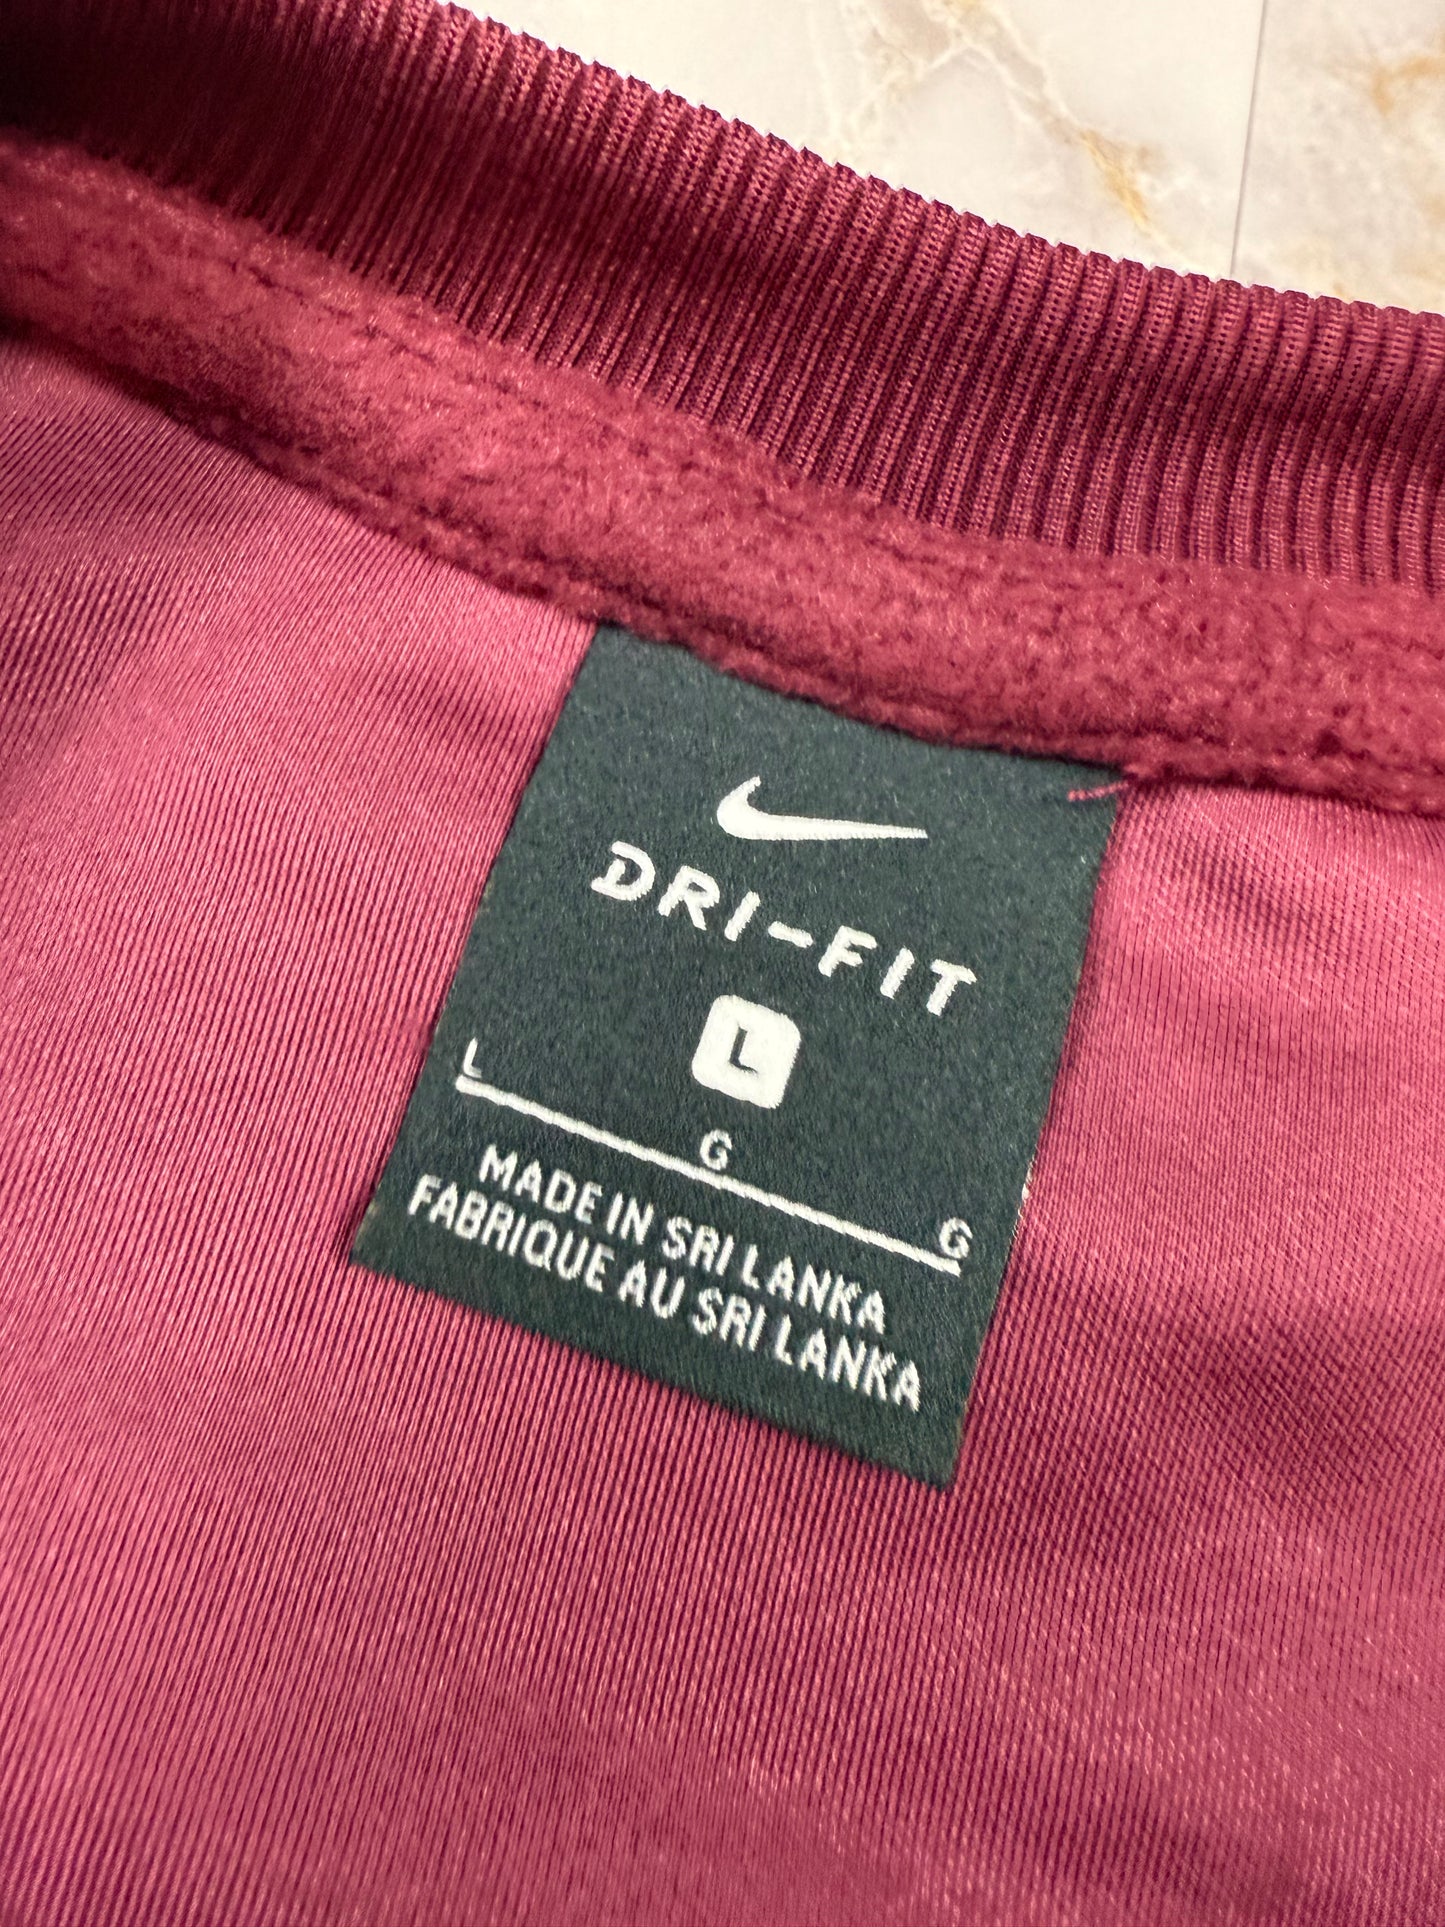 DRI-FIT
L
L G G
MADE IN SRI LANKA
FABRIQUE AU SRI LANKA